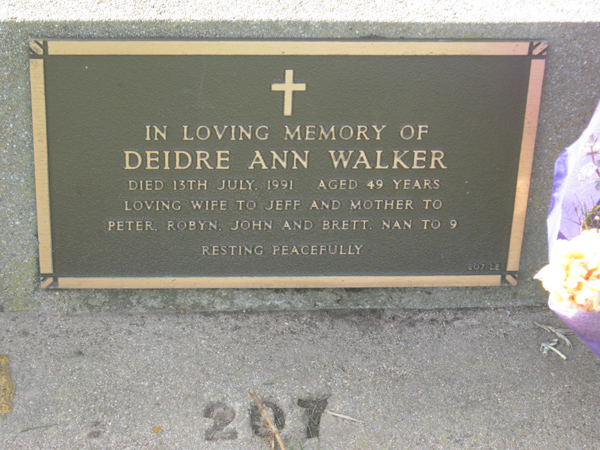 IN LOVING MEMORY OF
DEIDRE ANN WALKER
DIED 13TH JULY, 1991 AGED 49 YEARS
LOVING WIFE TO JEFF AND MOTHER TO
PETER, ROBYN, JOHN AND BRETT. NAN TO 9
RESTING PEACEFULLY
207